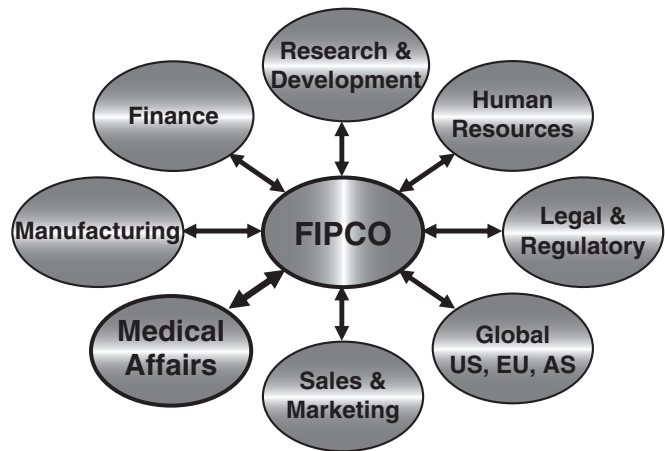 Research &
Development
Finance
Human
Resources
Manufacturing
FIPCO
Legal &
Regulatory
Medical
Affairs
Global
US, EU, AS
Sales &
Marketing